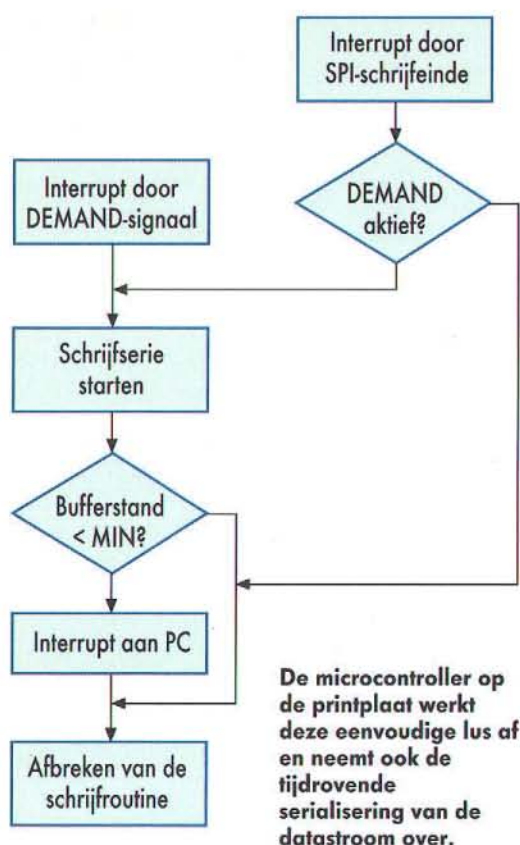 Interrupt door
SPI-schrijfeinde
DEMAND
aktief?
Interrupt door
DEMAND-signaal
Schrijfserie
starten
Bufferstand
< MIN?
Interrupt aan PC
Afbreken van de
schrijfroutine
De microcontroller op
de printplaat werkt
deze eenvoudige lus af
en neemt ook de
tijdrovende
serialisering van de
datastroom over.